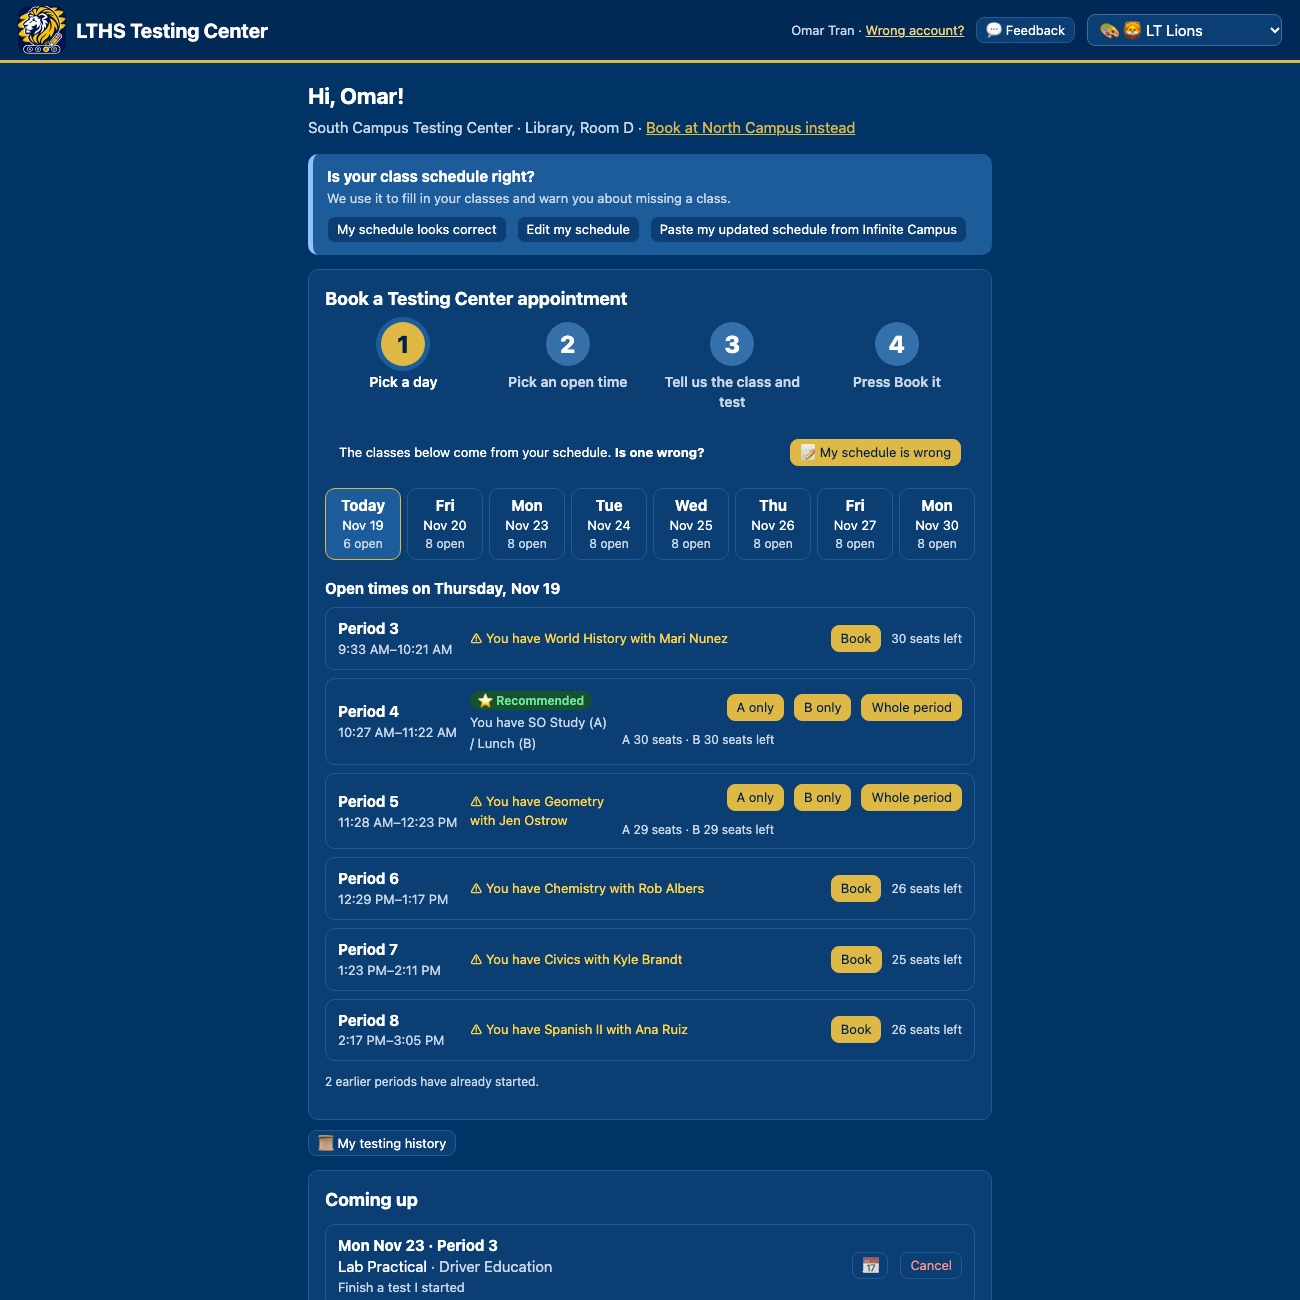 LTHS Testing Center
Omar Tran · Wrong account?
Feedback
LT Lions
Hi, Omar!
South Campus Testing Center · Library, Room D · Book at North Campus instead
Is your class schedule right?
We use it to fill in your classes and warn you about missing a class.
My schedule looks correct
Edit my schedule
Paste my updated schedule from Infinite Campus
Book a Testing Center appointment
1
Pick a day
2
Pick an open time
3
Tell us the class and
test
4
Press Book it
The classes below come from your schedule. Is one wrong?
My schedule is wrong
Today
Nov 19
6 open
Fri
Nov 20
8 open
Mon
Nov 23
8 open
Tue
Nov 24
8 open
Wed
Nov 25
8 open
Thu
Nov 26
8 open
Fri
Nov 27
8 open
Mon
Nov 30
8 open
Open times on Thursday, Nov 19
Period 3
9:33 AM–10:21 AM
⚠ You have World History with Mari Nunez
Book
30 seats left
Period 4
10:27 AM–11:22 AM
⭐ Recommended
You have SO Study (A)
/ Lunch (B)
A only
B only
Whole period
A 30 seats · B 30 seats left
Period 5
11:28 AM–12:23 PM
⚠ You have Geometry
with Jen Ostrow
A only
B only
Whole period
A 29 seats · B 29 seats left
Period 6
12:29 PM–1:17 PM
⚠ You have Chemistry with Rob Albers
Book
26 seats left
Period 7
1:23 PM–2:11 PM
⚠ You have Civics with Kyle Brandt
Book
25 seats left
Period 8
2:17 PM–3:05 PM
⚠ You have Spanish II with Ana Ruiz
Book
26 seats left
2 earlier periods have already started.
My testing history
Coming up
Mon Nov 23 · Period 3
Lab Practical · Driver Education
Finish a test I started
17
Cancel